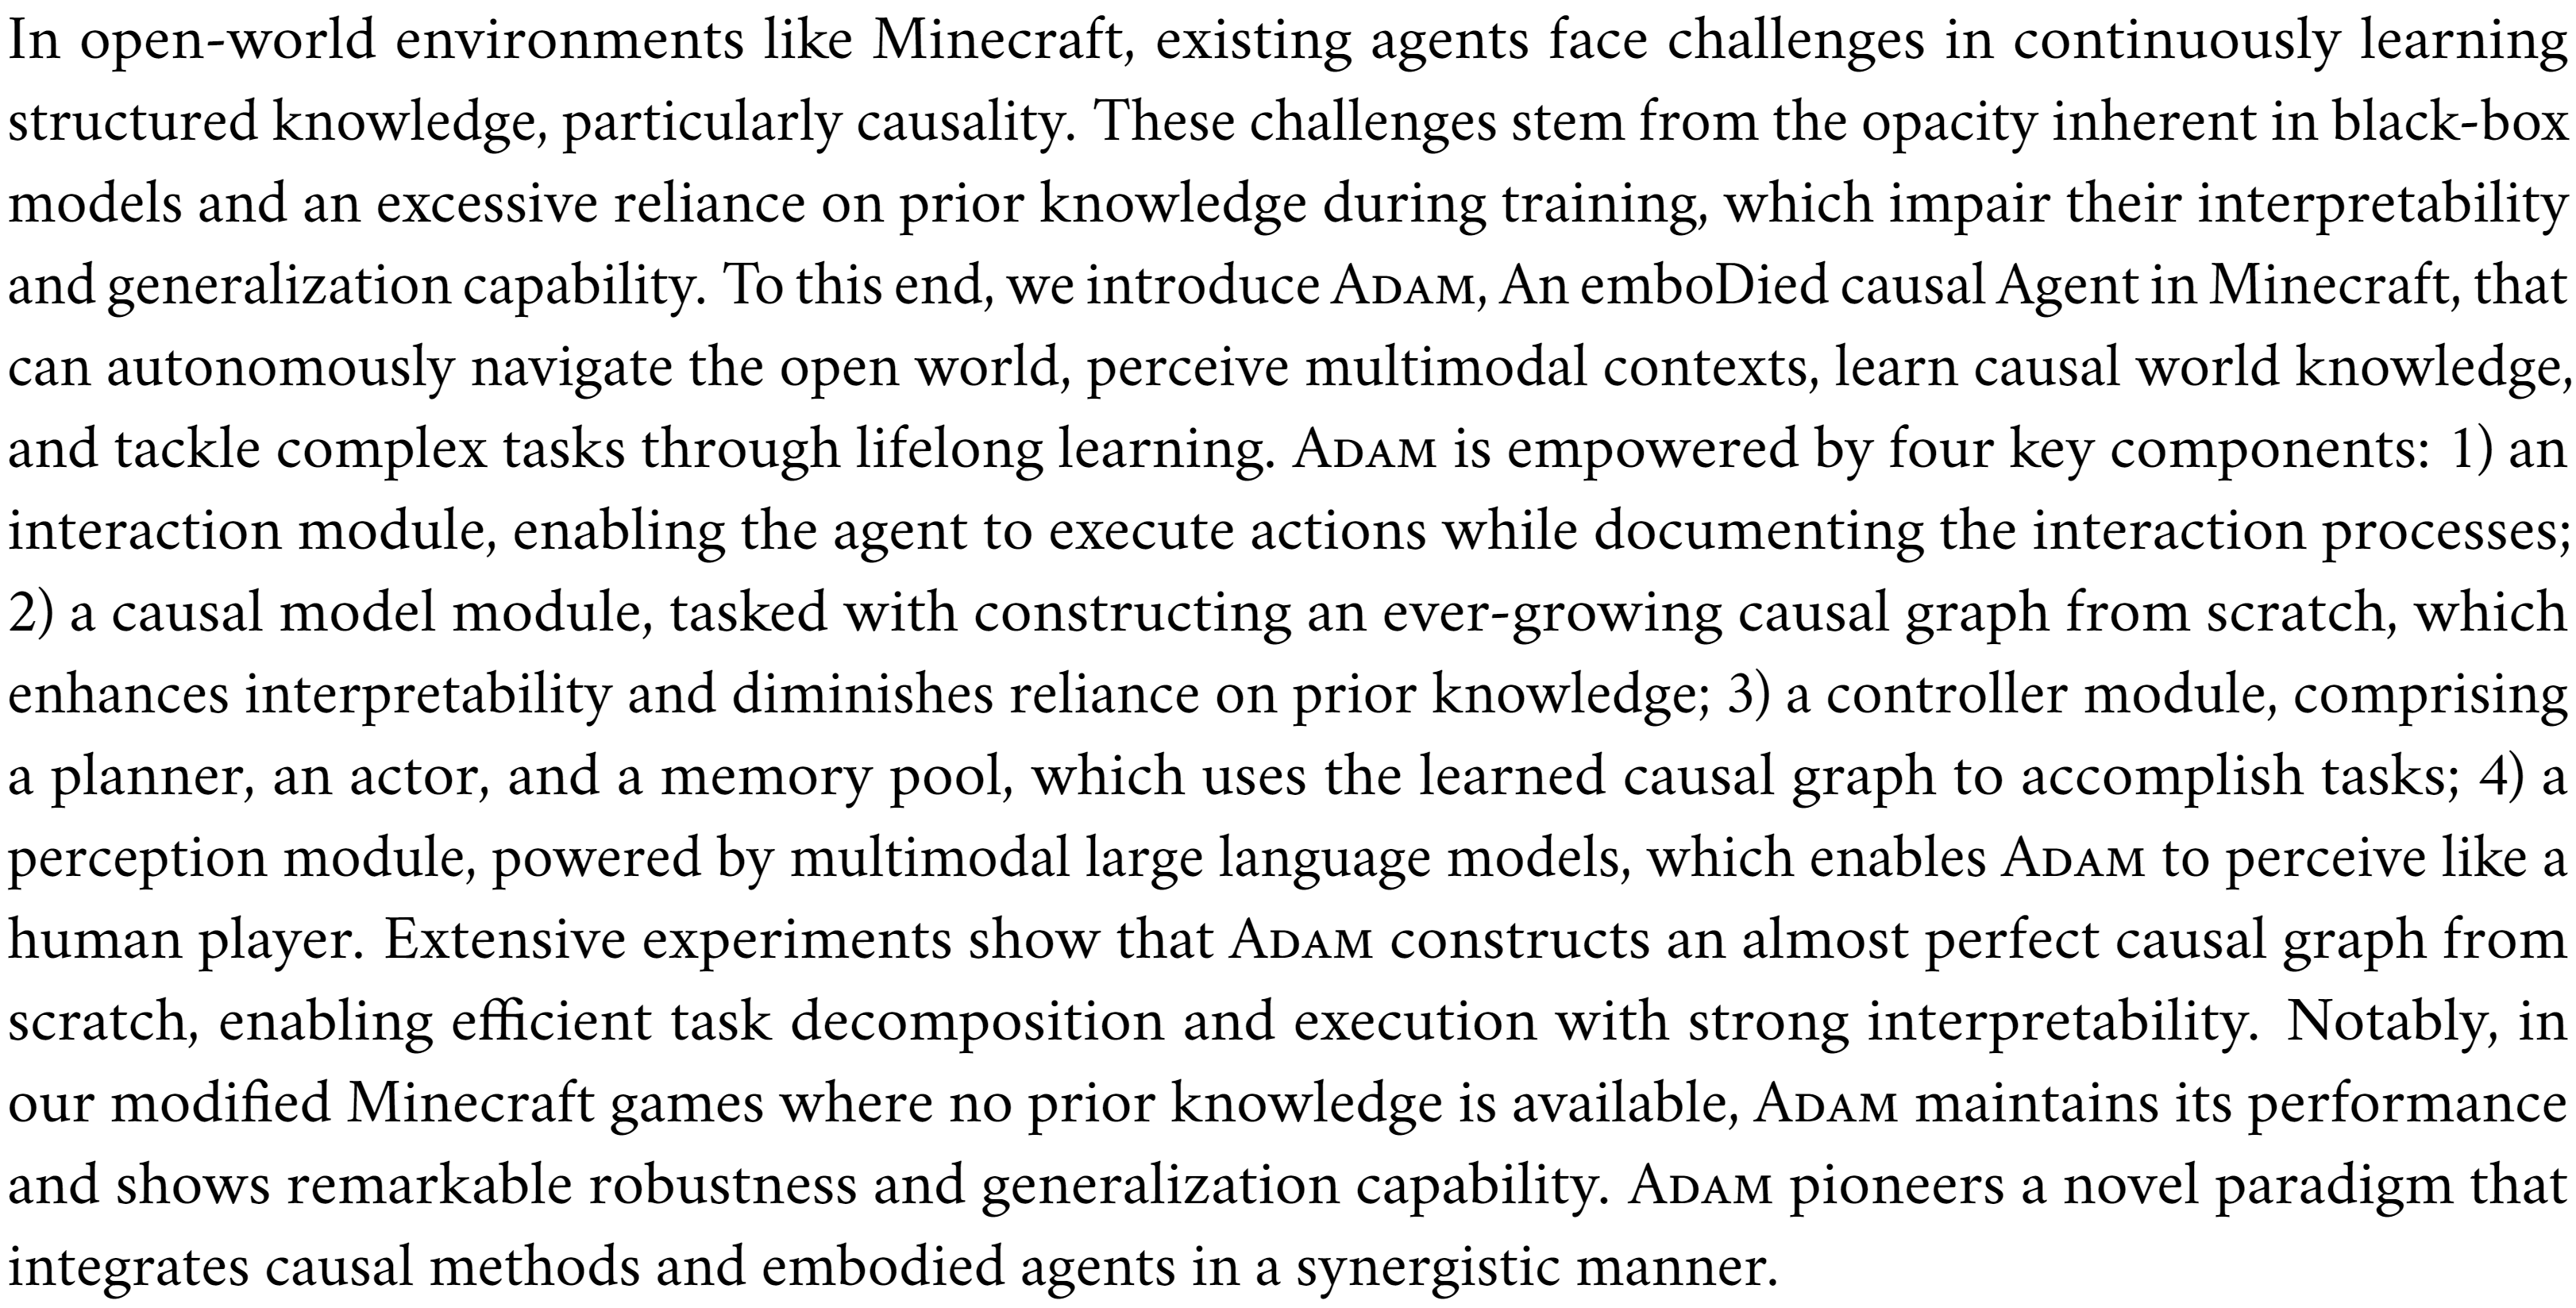 In open-world environments like Minecraft, existing agents face challenges in continuously learning
structured knowledge, particularly causality. These challenges stem from the opacity inherent in black-box
models and an excessive reliance on prior knowledge during training, which impair their interpretability
and generalization capability. To this end, we introduce ADAM, An emboDied causal Agent in Minecraft, that
can autonomously navigate the open world, perceive multimodal contexts, learn causal world knowledge,
and tackle complex tasks through lifelong learning. ADAM is empowered by four key components: 1) an
interaction module, enabling the agent to execute actions while documenting the interaction processes;
2) a causal model module, tasked with constructing an ever-growing causal graph from scratch, which
enhances interpretability and diminishes reliance on prior knowledge; 3) a controller module, comprising
a planner, an actor, and a memory pool, which uses the learned causal graph to accomplish tasks; 4) a
perception module, powered by multimodal large language models, which enables ADAM to perceive like a
human player. Extensive experiments show that ADAM constructs an almost perfect causal graph from
scratch, enabling efficient task decomposition and execution with strong interpretability. Notably, in
our modified Minecraft games where no prior knowledge is available, ADAM maintains its performance
and shows remarkable robustness and generalization capability. ADAM pioneers a novel paradigm that
integrates causal methods and embodied agents in a synergistic manner.